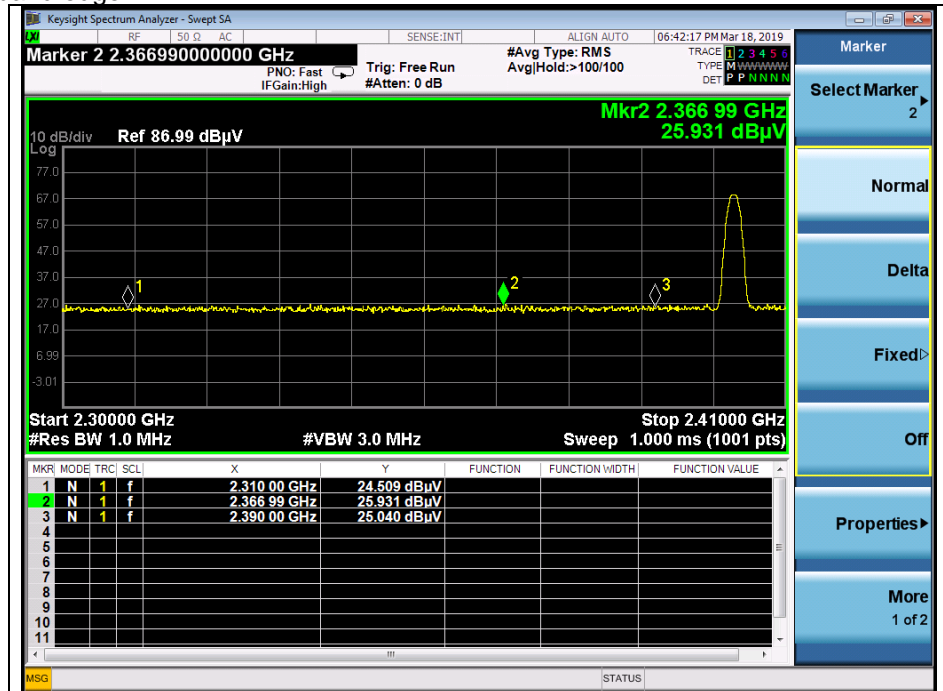 Keysight Spectrum Analyzer - Swept SA
LXI RF 50 Ω AC SENSE:INT ALIGN AUTO 06:42:17 PM Mar 18, 2019
Marker 2 2.366990000000 GHz
PNO: Fast
IFGain:High
Trig: Free Run
#Atten: 0 dB
#Avg Type: RMS
Avg|Hold:>100/100
TRACE 1 2 3 4 5 6
TYPE M WWWWW
DET P P N N N N
Mkr2 2.366 99 GHz
25.931 dBµV
10 dB/div Ref 86.99 dBµV
Log
77.0
67.0
57.0
47.0
37.0
27.0
17.0
6.99
-3.01
1
2
3
Start 2.30000 GHz Stop 2.41000 GHz
#Res BW 1.0 MHz #VBW 3.0 MHz Sweep 1.000 ms (1001 pts)
MKR MODE TRC SCL X Y FUNCTION FUNCTION WIDTH FUNCTION VALUE
1 N 1 f 2.310 00 GHz 24.509 dBµV
2 N 1 f 2.366 99 GHz 25.931 dBµV
3 N 1 f 2.390 00 GHz 25.040 dBµV
4
5
6
7
8
9
10
11
MSG STATUS
Marker
Select Marker
2
Normal
Delta
Fixed
Off
Properties
More
1 of 2